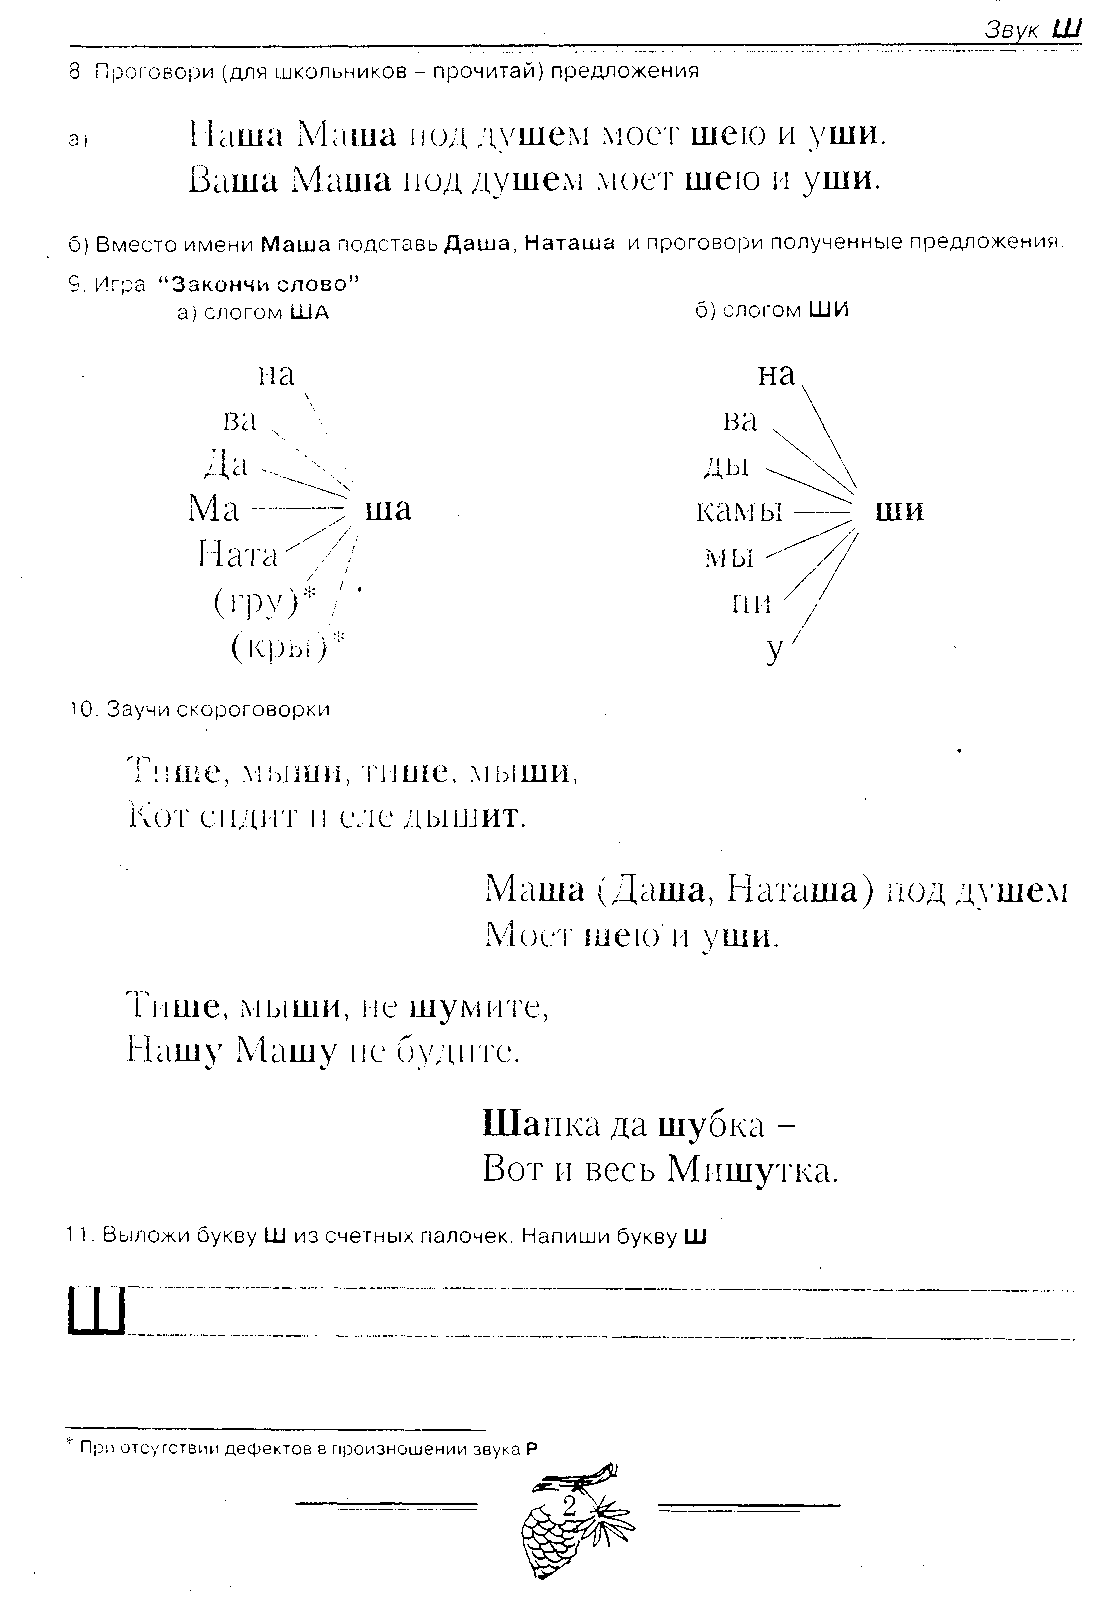 Звук Ш
8 Проговори (для школьников – прочитай) предложения
а) Наша Маша под душем моет шею и уши.
Ваша Маша под душем моет шею и уши.
б) Вместо имени Маша подставь Даша, Наташа и проговори полученные предложения.
9. Игра “Закончи слово”
а) слогом ША
б) слогом ШИ
на
ва
Да
Ма
Ната
(гру)*
(кры)*
ша
на
ва
ды
камы
мы
пи
у
ши
10. Заучи скороговорки
Тише, мыши, тише, мыши,
Кот сидит и еле дышит.
Маша (Даша, Наташа) под душем
Моет шею и уши.
Тише, мыши, не шумите,
Нашу Машу не будите.
Шапка да шубка –
Вот и весь Мишутка.
11. Выложи букву Ш из счетных палочек. Напиши букву Ш
Ш
* При отсутствии дефектов в произношении звука Р
2